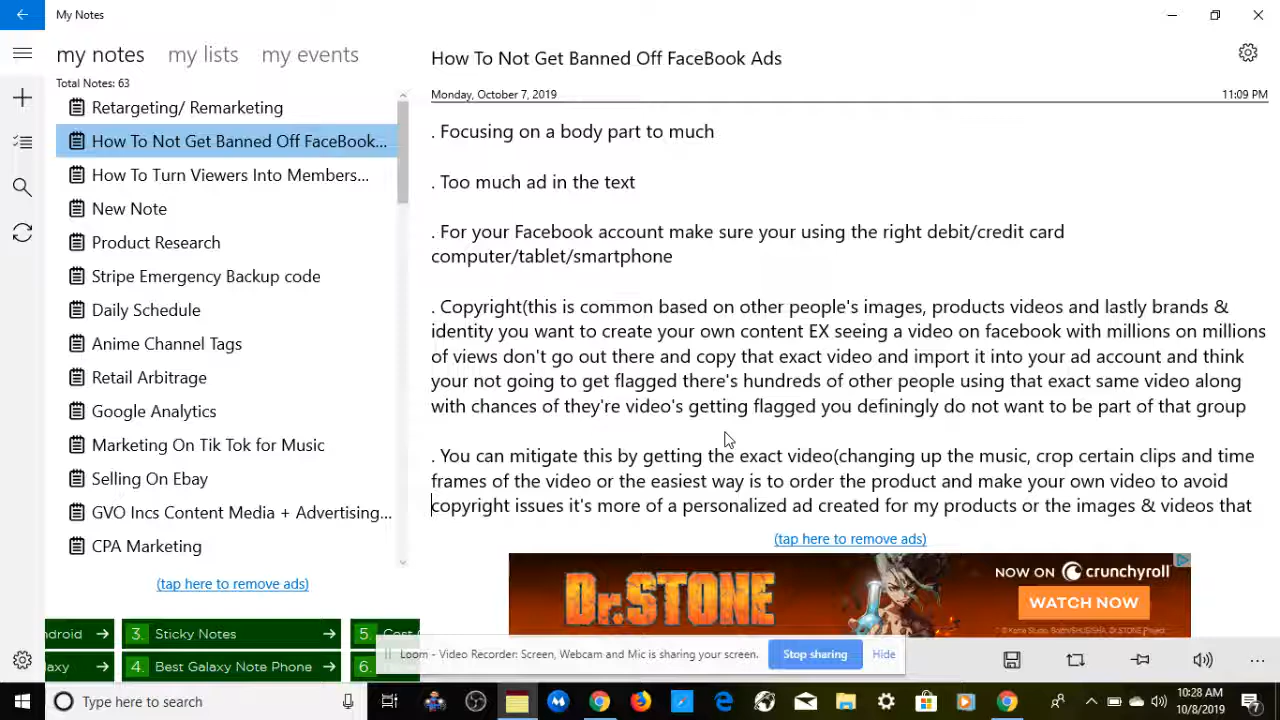 My Notes
my notes my lists my events
Total Notes: 63
Retargeting/ Remarketing
How To Not Get Banned Off FaceBook...
How To Turn Viewers Into Members...
New Note
Product Research
Stripe Emergency Backup code
Daily Schedule
Anime Channel Tags
Retail Arbitrage
Google Analytics
Marketing On Tik Tok for Music
Selling On Ebay
GVO Incs Content Media + Advertising...
CPA Marketing
(tap here to remove ads)
ndroid → 3. Sticky Notes → 5.
axy → 4. Best Galaxy Note Phone → 6.
How To Not Get Banned Off FaceBook Ads
Monday, October 7, 2019 11:09 PM
. Focusing on a body part to much
. Too much ad in the text
. For your Facebook account make sure your using the right debit/credit card
computer/tablet/smartphone
. Copyright(this is common based on other people's images, products videos and lastly brands &
identity you want to create your own content EX seeing a video on facebook with millions on millions
of views don't go out there and copy that exact video and import it into your ad account and think
your not going to get flagged there's hundreds of other people using that exact same video along
with chances of they're video's getting flagged you definingly do not want to be part of that group
. You can mitigate this by getting the exact video(changing up the music, crop certain clips and time
frames of the video or the easiest way is to order the product and make your own video to avoid
copyright issues it's more of a personalized ad created for my products or the images & videos that
(tap here to remove ads)
Dr.STONE
NOW ON crunchyroll
WATCH NOW
Loom - Video Recorder: Screen, Webcam and Mic is sharing your screen. Stop sharing Hide
Type here to search
10:28 AM
10/8/2019
7